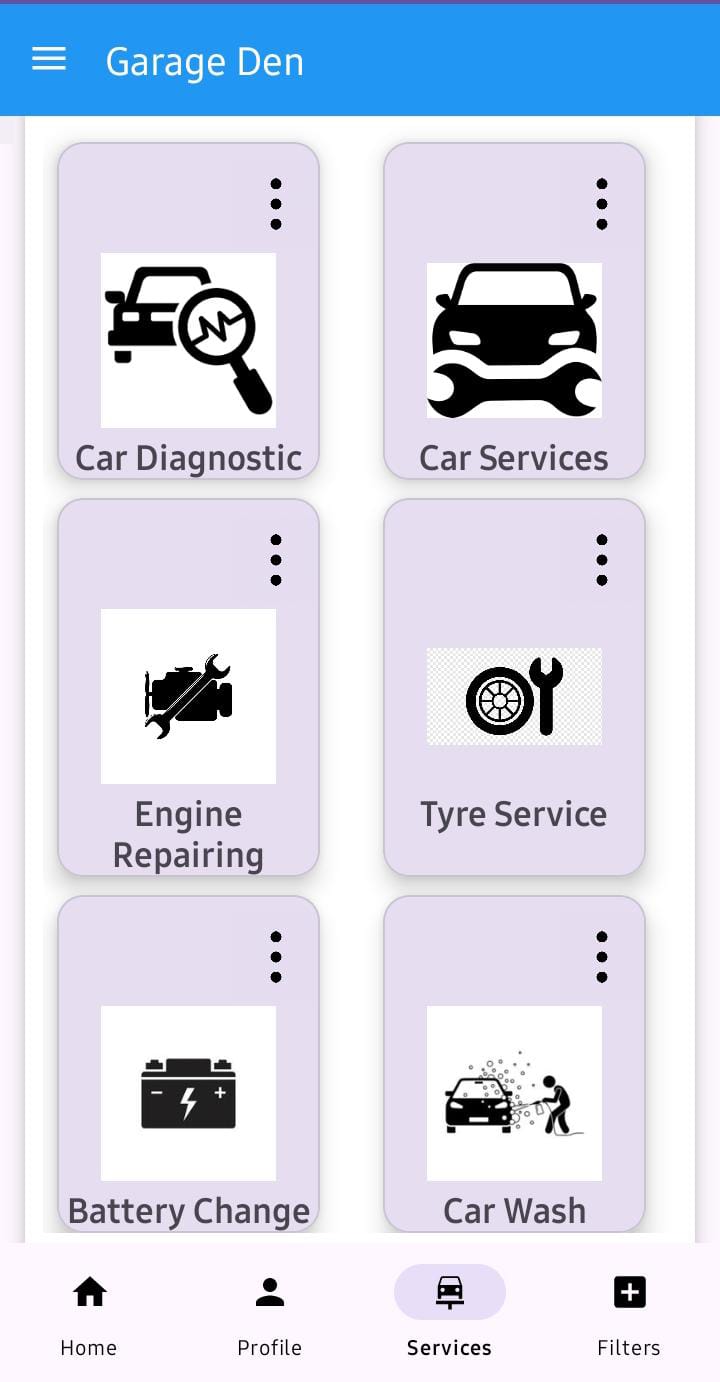 Garage Den
Car Diagnostic
Car Services
Engine
Repairing
Tyre Service
Battery Change
Car Wash
Home
Profile
Services
Filters